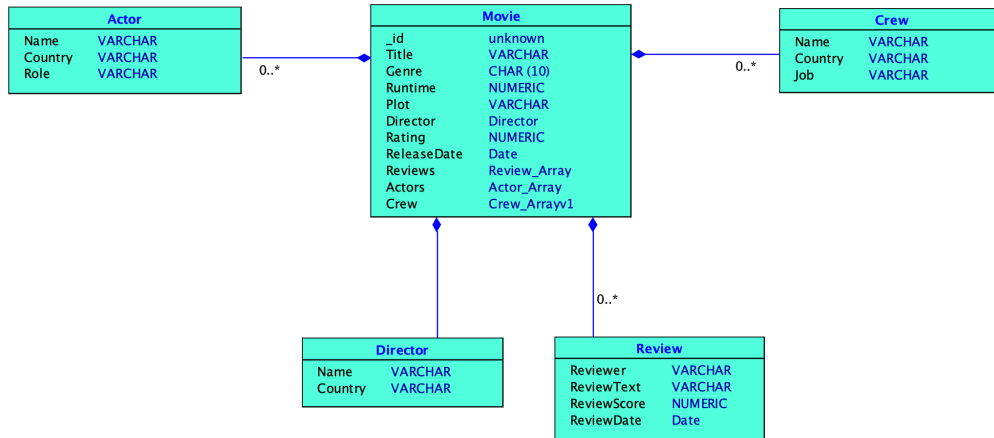 Actor
Name VARCHAR
Country VARCHAR
Role VARCHAR
0..*
Movie
_id unknown
Title VARCHAR
Genre CHAR (10)
Runtime NUMERIC
Plot VARCHAR
Director Director
Rating NUMERIC
ReleaseDate Date
Reviews Review_Array
Actors Actor_Array
Crew Crew_Arrayv1
0..*
Crew
Name VARCHAR
Country VARCHAR
Job VARCHAR
0..*
Director
Name VARCHAR
Country VARCHAR
Review
Reviewer VARCHAR
ReviewText VARCHAR
ReviewScore NUMERIC
ReviewDate Date